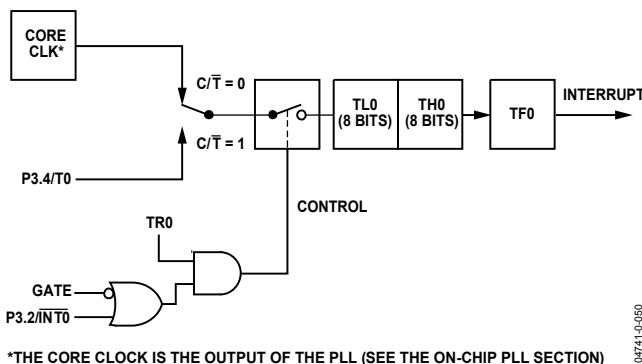 CORE
CLK*
C/T̅ = 0
C/T̅ = 1
TL0
(8 BITS)
TH0
(8 BITS)
TF0
INTERRUPT
P3.4/T0
CONTROL
TR0
GATE
P3.2/I̅N̅T̅0̅
*THE CORE CLOCK IS THE OUTPUT OF THE PLL (SEE THE ON-CHIP PLL SECTION)
04741-0-050